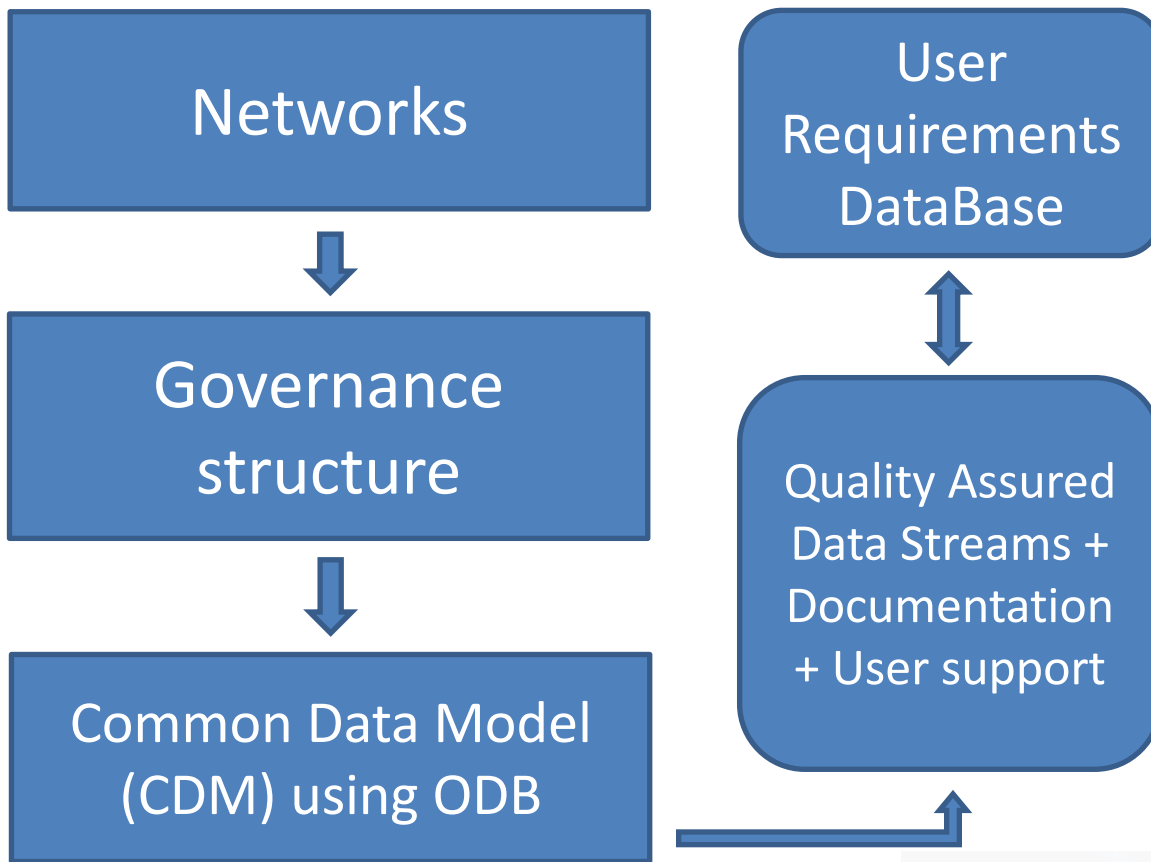 Networks
Governance
structure
Common Data Model
(CDM) using ODB
User
Requirements
DataBase
Quality Assured
Data Streams +
Documentation
+ User support